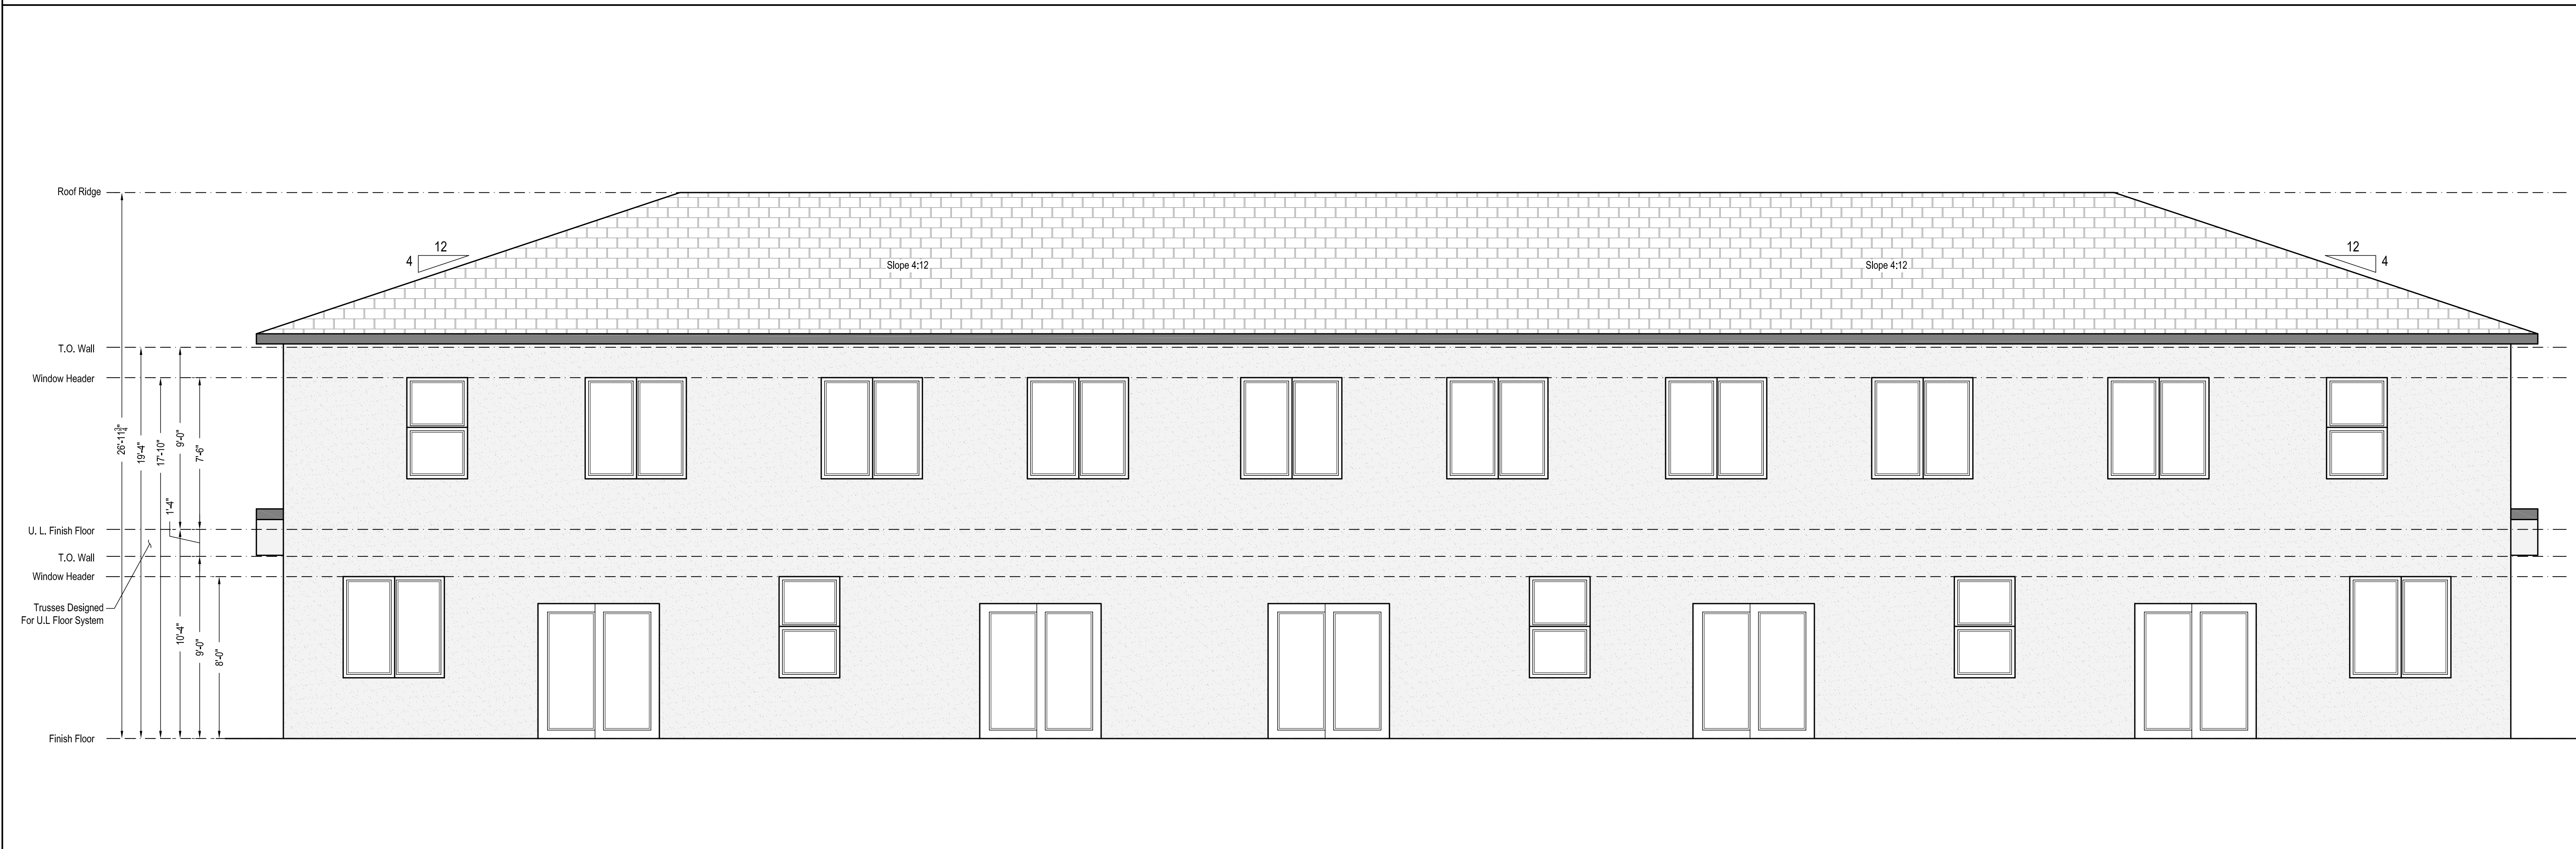 Roof Ridge
12
4
Slope 4:12
Slope 4:12
12
4
T.O. Wall
Window Header
26'-11 3/4"
19'-4"
17'-10"
9'-0"
7'-6"
1'-4"
U. L. Finish Floor
T.O. Wall
Window Header
Trusses Designed
For U.L Floor System
10'-4"
9'-0"
8'-0"
Finish Floor